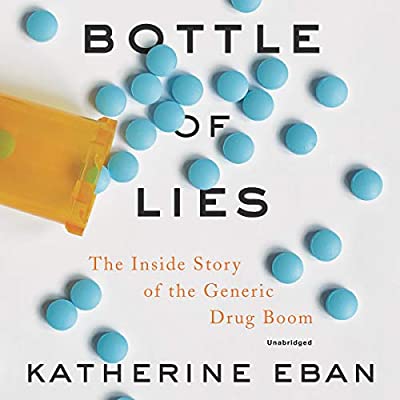 BOTTLE
OF
LIES
The Inside Story
of the Generic
Drug Boom
Unabridged
KATHERINE EBAN